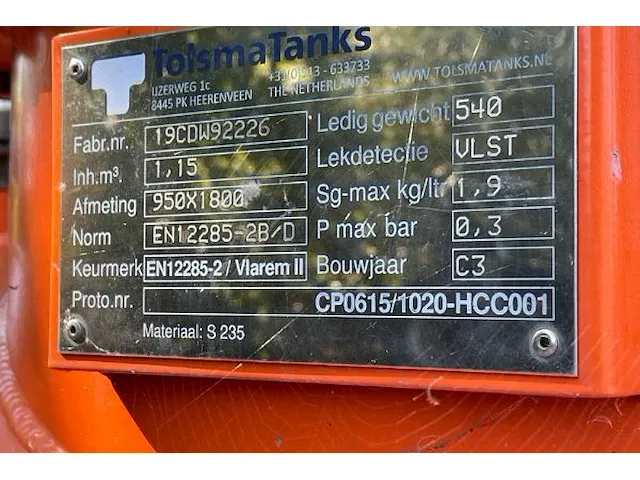 TolsmaTanks
IJZERWEG 1c +31(0)513 - 633733 WWW.TOLSMATANKS.NL
8445 PK HEERENVEEN THE NETHERLANDS
Fabr.nr. 19CDW92226 Ledig gewicht 540
Inh.m³. 1,15 Lekdetectie VLST
Afmeting 950X1800 Sg-max kg/ltr. 1,9
Norm EN12285-2B/D P max bar 0,3
Keurmerk EN12285-2 / Vlarem II Bouwjaar C3
Proto.nr. CP0615/1020-HCC001
Materiaal: S 235